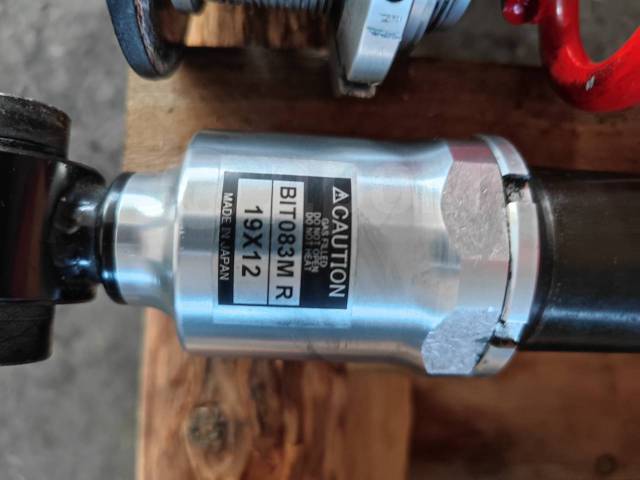 ⚠CAUTION
GAS FILLED
DO NOT OPEN
DO NOT HEAT
BIT083M R
19X12
MADE IN JAPAN